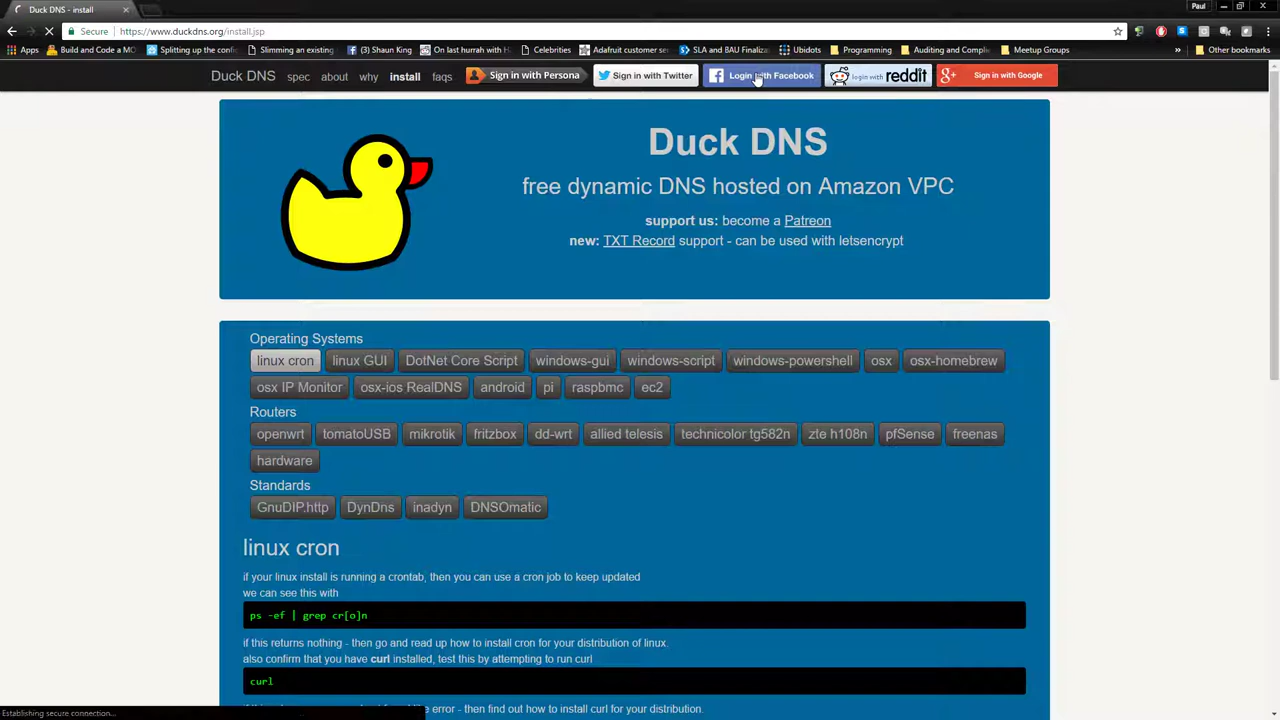 Duck DNS - install
Paul
Secure
https://www.duckdns.org/install.jsp
Apps
Build and Code a MO
Splitting up the confi
Slimming an existing
(3) Shaun King
On last hurrah with H
Celebrities
Adafruit customer ser
SLA and BAU Finaliza
Ubidots
Programming
Auditing and Complia
Meetup Groups
Other bookmarks
Duck DNS spec about why install faqs
Sign in with Persona
Sign in with Twitter
Login with Facebook
login with reddit
g+ Sign in with Google
Duck DNS
free dynamic DNS hosted on Amazon VPC
support us: become a Patreon
new: TXT Record support - can be used with letsencrypt
Operating Systems
linux cron linux GUI DotNet Core Script windows-gui windows-script windows-powershell osx osx-homebrew
osx IP Monitor osx-ios RealDNS android pi raspbmc ec2
Routers
openwrt tomatoUSB mikrotik fritzbox dd-wrt allied telesis technicolor tg582n zte h108n pfSense freenas
hardware
Standards
GnuDIP.http DynDns inadyn DNSOmatic
linux cron
if your linux install is running a crontab, then you can use a cron job to keep updated
we can see this with
ps -ef | grep cr[o]n
if this returns nothing - then go and read up how to install cron for your distribution of linux.
also confirm that you have curl installed, test this by attempting to run curl
curl
error - then find out how to install curl for your distribution.
Establishing secure connection...